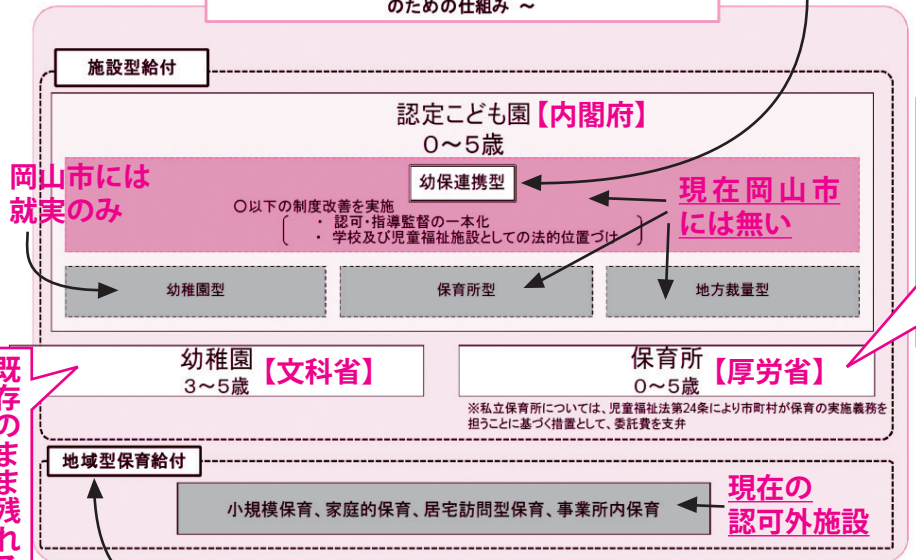 のための仕組み ～
施設型給付
認定こども園【内閣府】
0～5歳
幼保連携型
〇以下の制度改善を実施
・ 認可・指導監督の一本化
・ 学校及び児童福祉施設としての法的位置づけ
岡山市には
就実のみ
現在岡山市
には無い
幼稚園型
保育所型
地方裁量型
幼稚園【文科省】
3～5歳
保育所【厚労省】
0～5歳
※私立保育所については、児童福祉法第24条により市町村が保育の実施義務を
担うことに基づく措置として、委託費を支弁
既存のまま残れ
地域型保育給付
小規模保育、家庭的保育、居宅訪問型保育、事業所内保育
現在の
認可外施設